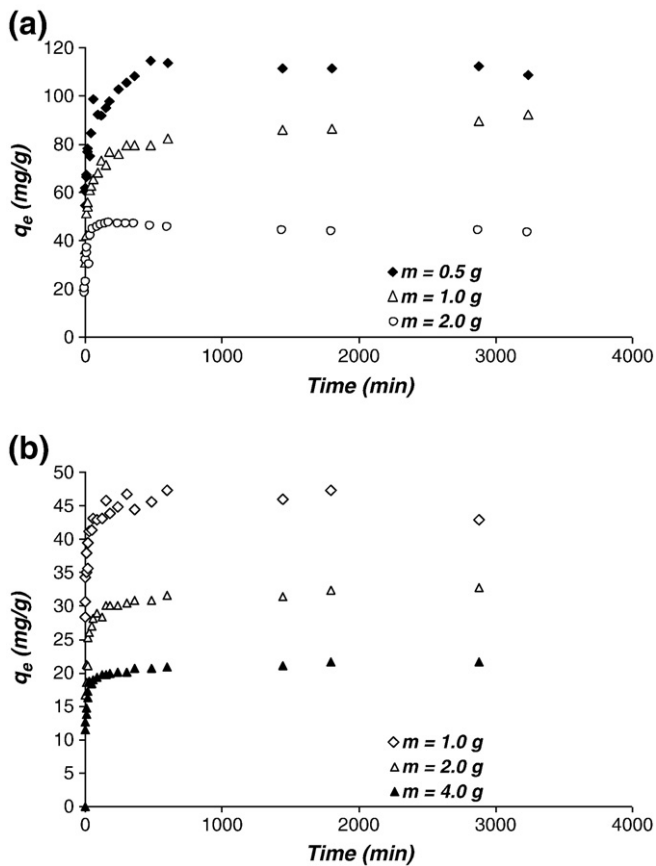 (a)
120
100
80
60
40
20
0
qe (mg/g)
m = 0.5 g
m = 1.0 g
m = 2.0 g
0 1000 2000 3000 4000
Time (min)
(b)
50
45
40
35
30
25
20
15
10
5
0
qe (mg/g)
m = 1.0 g
m = 2.0 g
m = 4.0 g
0 1000 2000 3000 4000
Time (min)